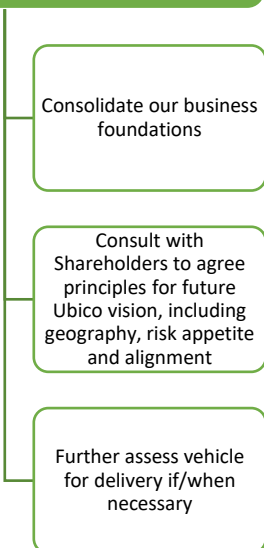 Consolidate our business
foundations
Consult with
Shareholders to agree
principles for future
Ubico vision, including
geography, risk appetite
and alignment
Further assess vehicle
for delivery if/when
necessary